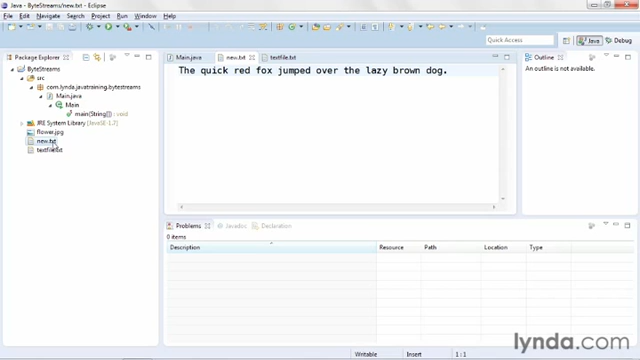 Java - ByteStreams/new.txt - Eclipse
File Edit Navigate Search Project Run Window Help
Quick Access
Java Debug
Package Explorer
Main.java new.txt textfile.txt
Outline
ByteStreams
The quick red fox jumped over the lazy brown dog.
An outline is not available.
src
com.lynda.javatraining.bytestreams
Main.java
Main
main(String[]) : void
JRE System Library [JavaSE-1.7]
flower.jpg
new.txt
textfile.txt
Problems Javadoc Declaration
0 items
Description Resource Path Location Type
lynda.com
Writable Insert 1 : 1